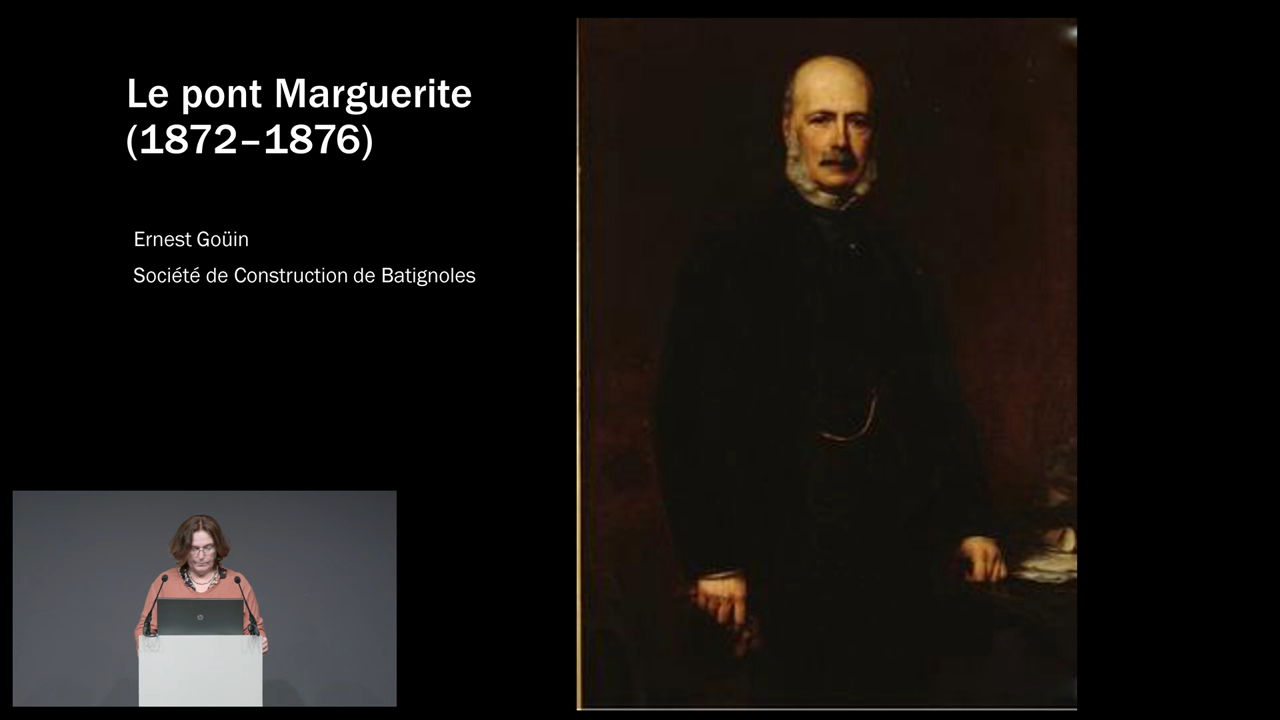 Le pont Marguerite
(1872–1876)
Ernest Goüin
Société de Construction de Batignoles